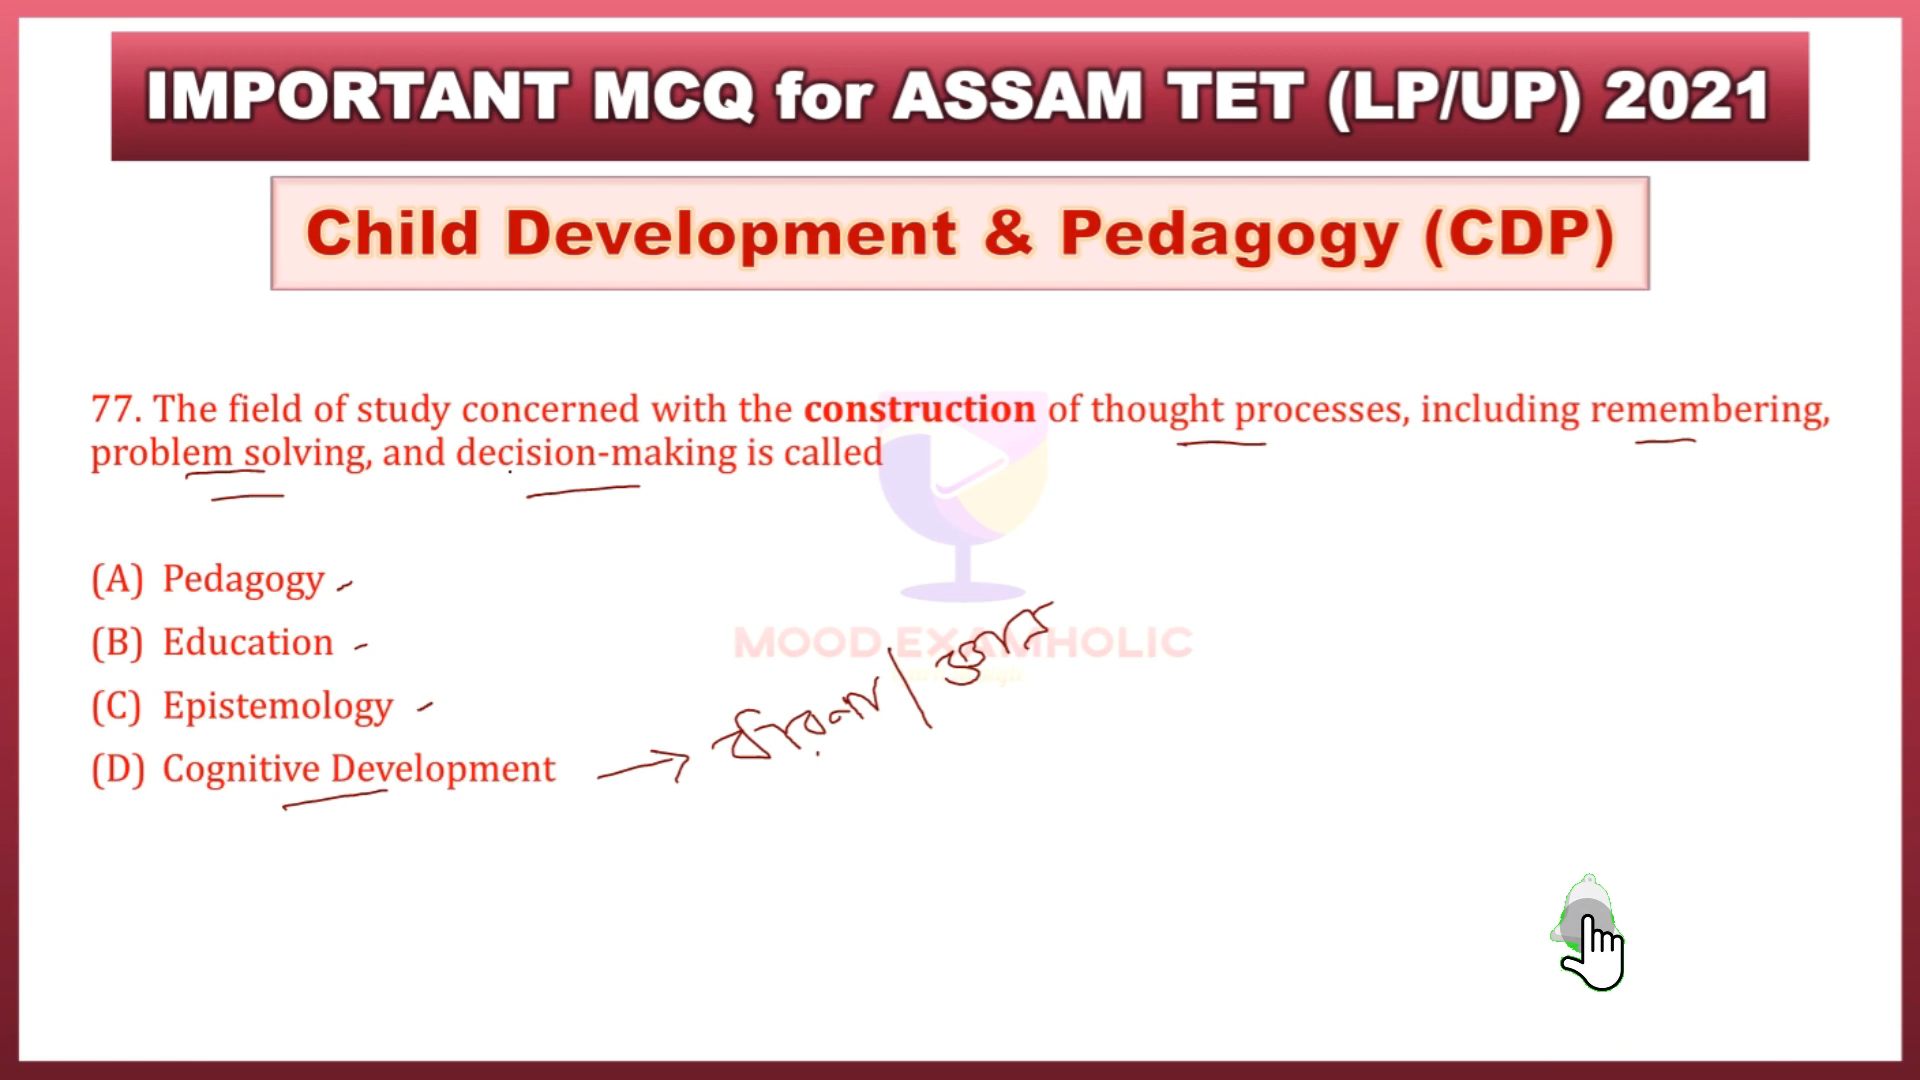 IMPORTANT MCQ for ASSAM TET (LP/UP) 2021
Child Development & Pedagogy (CDP)
77. The field of study concerned with the construction of thought processes, including remembering,
problem solving, and decision-making is called
(A) Pedagogy
(B) Education
(C) Epistemology
(D) Cognitive Development
MOOD EXAMHOLIC